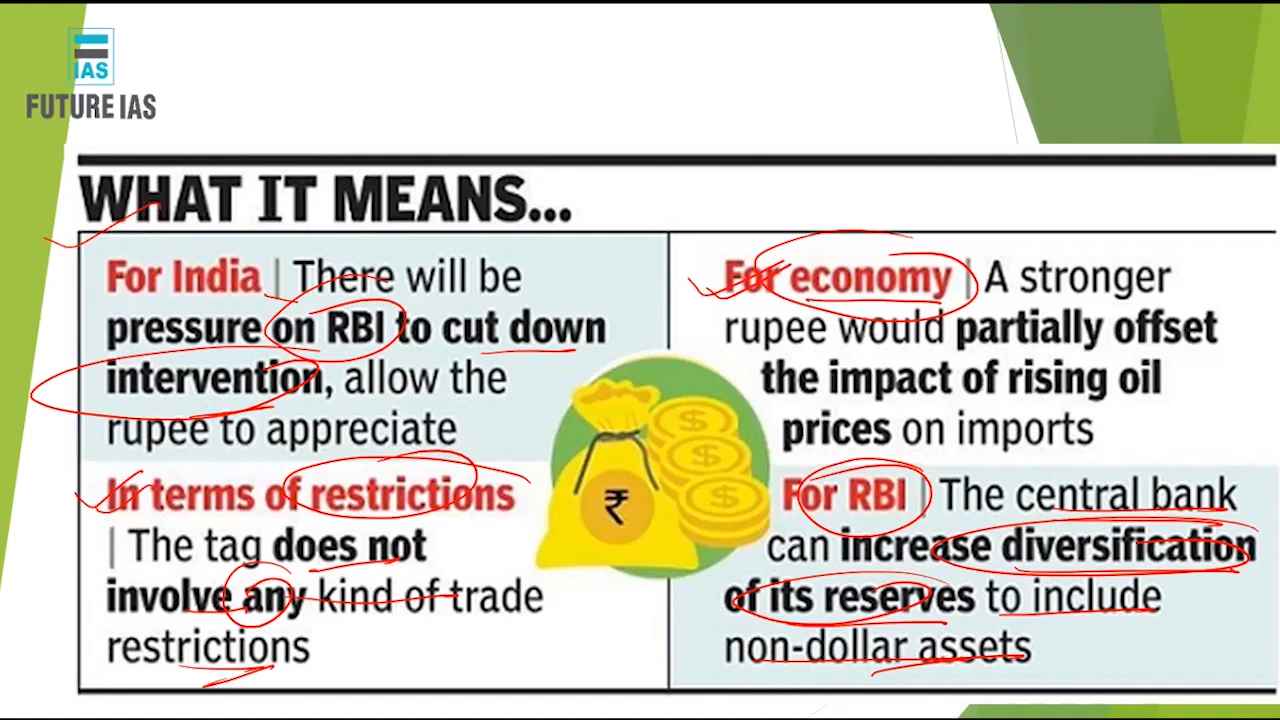 IAS
FUTURE IAS
WHAT IT MEANS...
For India | There will be
pressure on RBI to cut down
intervention, allow the
rupee to appreciate
For economy | A stronger
rupee would partially offset
the impact of rising oil
prices on imports
In terms of restrictions
| The tag does not
involve any kind of trade
restrictions
₹
$
$
$
For RBI | The central bank
can increase diversification
of its reserves to include
non-dollar assets